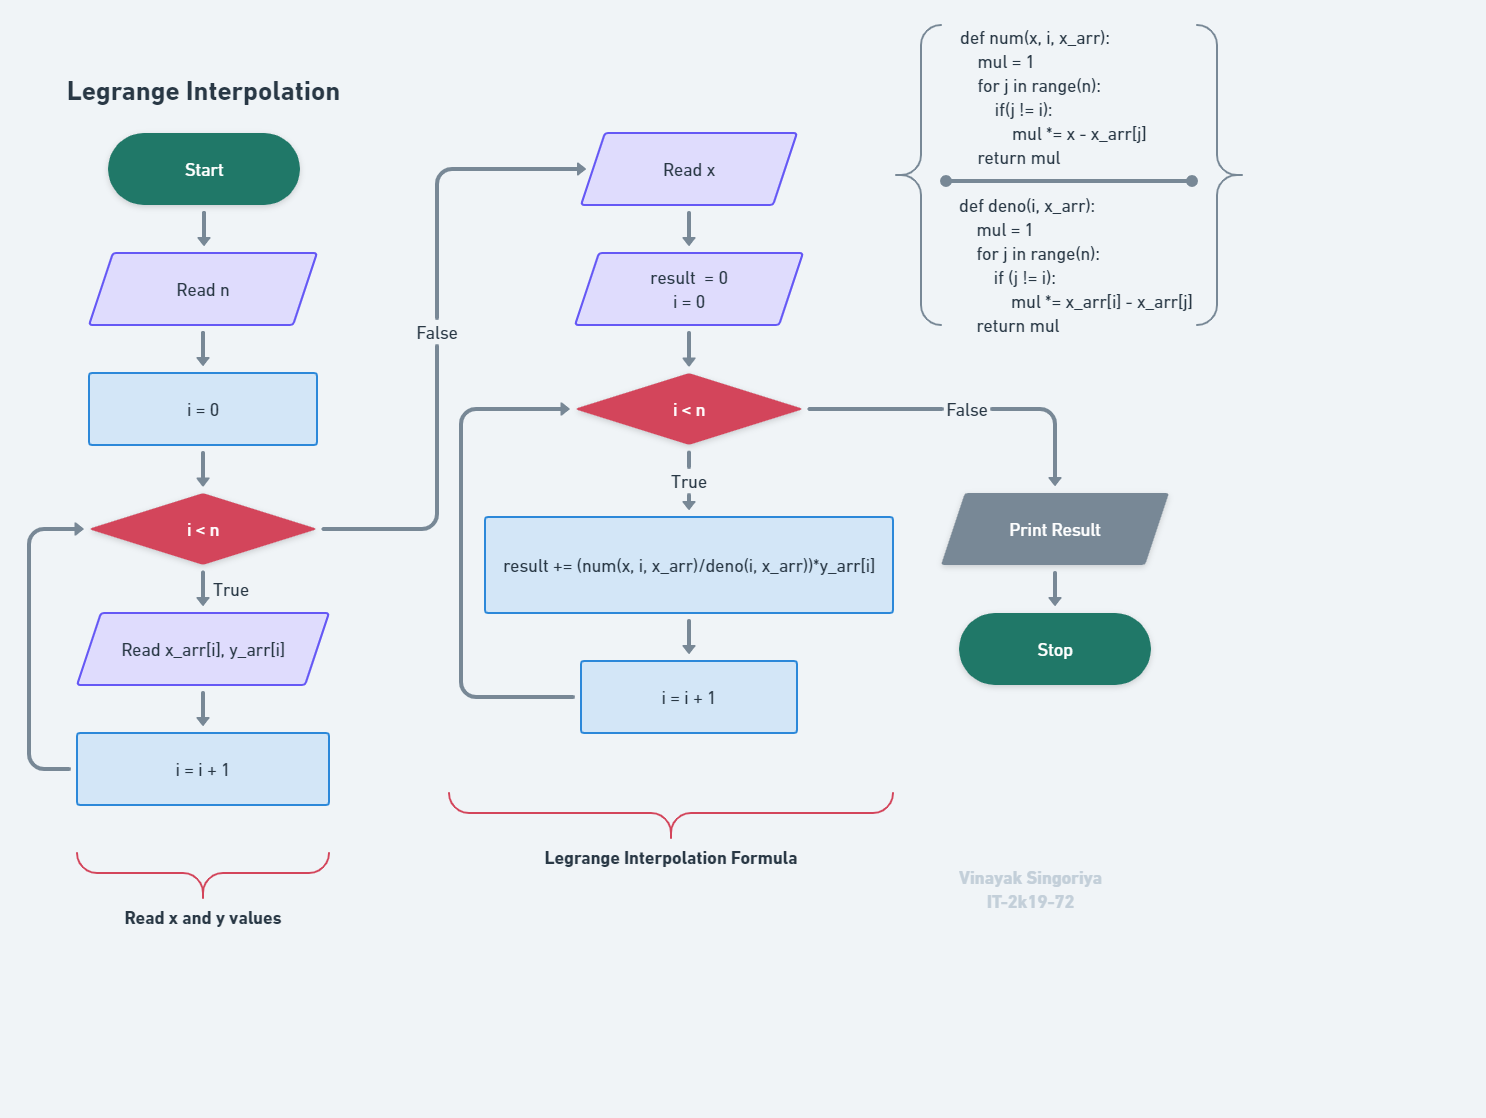 Legrange Interpolation
Start
Read n
i = 0
i < n
True
Read x_arr[i], y_arr[i]
i = i + 1
Read x and y values
False
Read x
result  = 0
i = 0
i < n
True
result += (num(x, i, x_arr)/deno(i, x_arr))*y_arr[i]
i = i + 1
Legrange Interpolation Formula
False
Print Result
Stop
def num(x, i, x_arr):
    mul = 1
    for j in range(n):
        if(j != i):
            mul *= x - x_arr[j]
    return mul
def deno(i, x_arr):
    mul = 1
    for j in range(n):
        if (j != i):
            mul *= x_arr[i] - x_arr[j]
    return mul
Vinayak Singoriya
IT-2k19-72